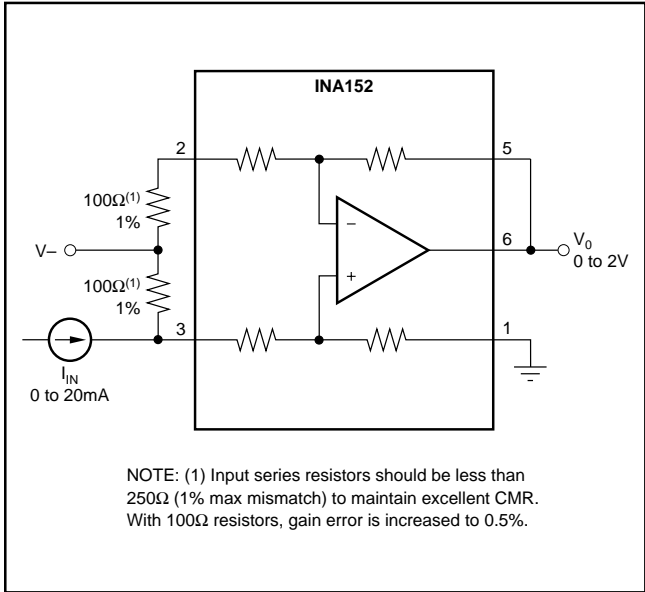 INA152
2
5
100Ω(1)
1%
V–
–
6
V0
0 to 2V
100Ω(1)
1%
+
3
1
IIN
0 to 20mA
NOTE: (1) Input series resistors should be less than
250Ω (1% max mismatch) to maintain excellent CMR.
With 100Ω resistors, gain error is increased to 0.5%.